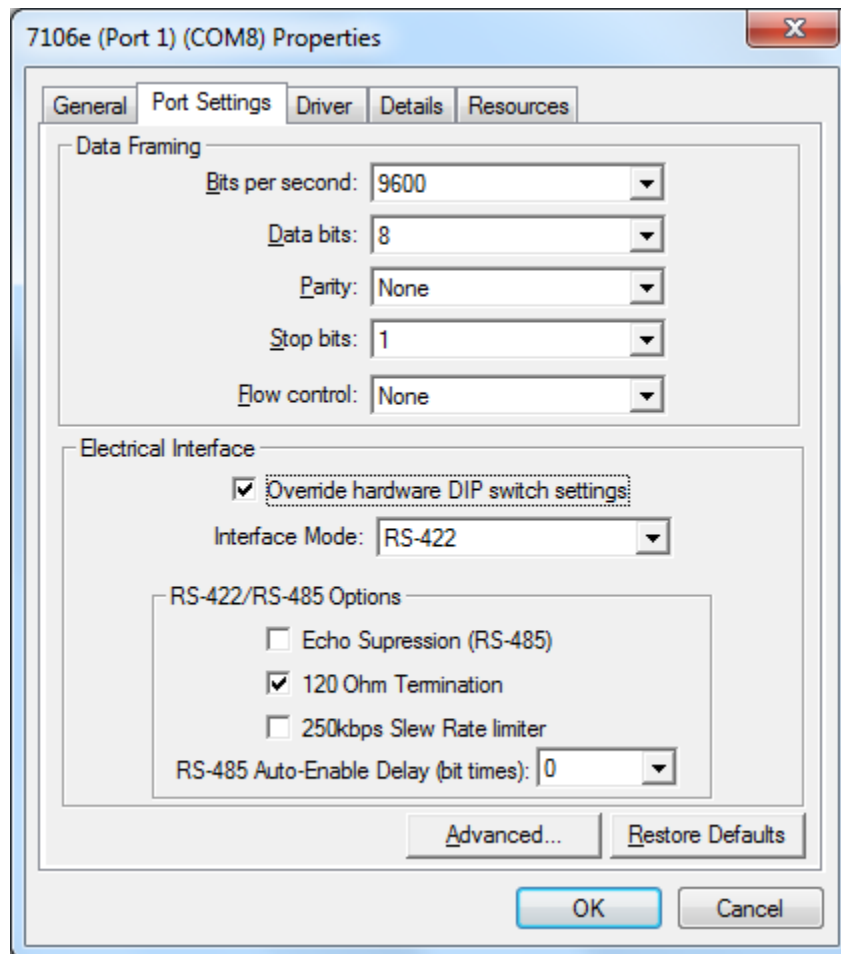 7106e (Port 1) (COM8) Properties
General Port Settings Driver Details Resources
Data Framing
Bits per second: 9600
Data bits: 8
Parity: None
Stop bits: 1
Flow control: None
Electrical Interface
Override hardware DIP switch settings
Interface Mode: RS-422
RS-422/RS-485 Options
Echo Supression (RS-485)
120 Ohm Termination
250kbps Slew Rate limiter
RS-485 Auto-Enable Delay (bit times): 0
Advanced... Restore Defaults
OK Cancel